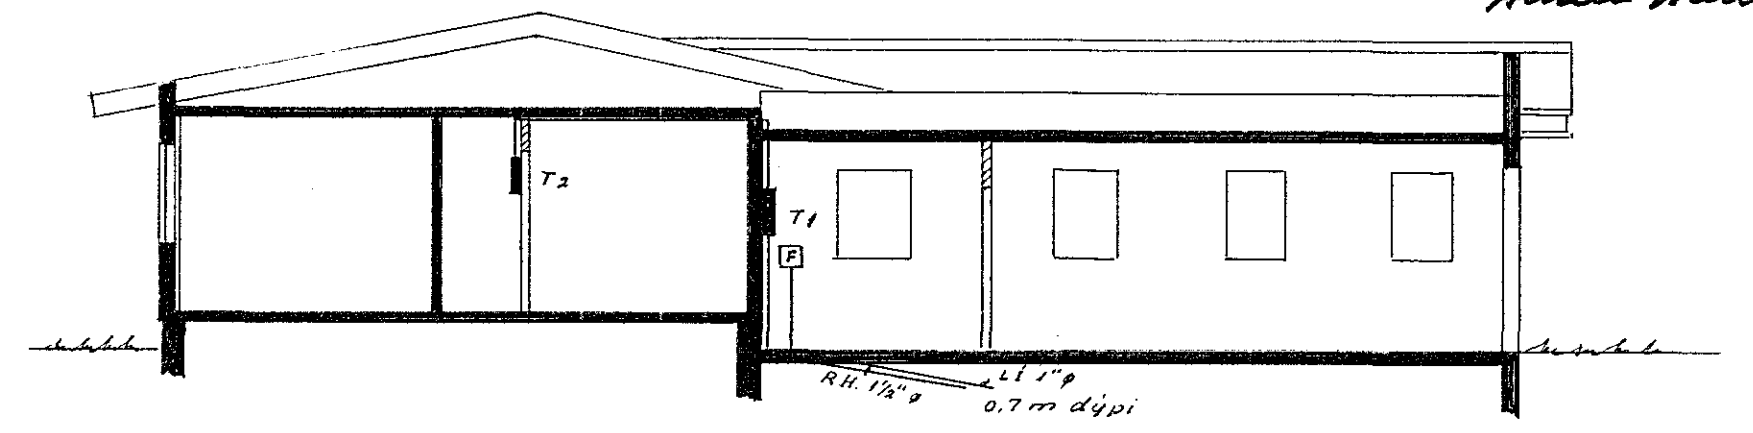 T2
T1
F
RH. 1½" φ
LÍ 1" φ
0.7 m dýpi